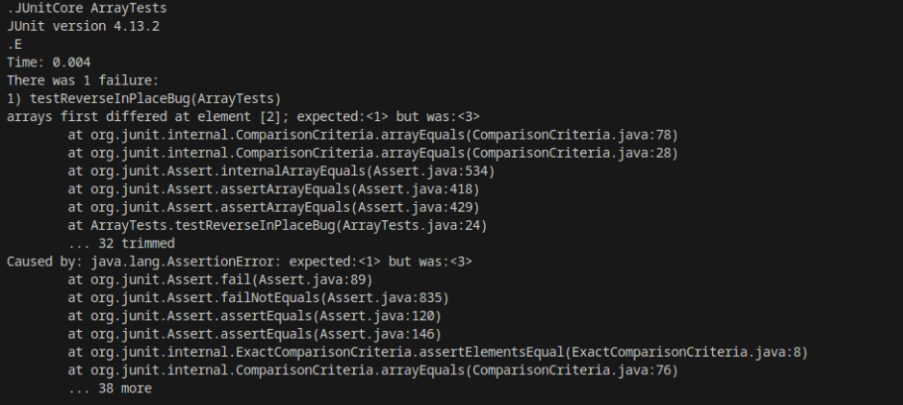 .JUnitCore ArrayTests
JUnit version 4.13.2
.E
Time: 0.004
There was 1 failure:
1) testReverseInPlaceBug(ArrayTests)
arrays first differed at element [2]; expected:<1> but was:<3>
        at org.junit.internal.ComparisonCriteria.arrayEquals(ComparisonCriteria.java:78)
        at org.junit.internal.ComparisonCriteria.arrayEquals(ComparisonCriteria.java:28)
        at org.junit.Assert.internalArrayEquals(Assert.java:534)
        at org.junit.Assert.assertArrayEquals(Assert.java:418)
        at org.junit.Assert.assertArrayEquals(Assert.java:429)
        at ArrayTests.testReverseInPlaceBug(ArrayTests.java:24)
        ... 32 trimmed
Caused by: java.lang.AssertionError: expected:<1> but was:<3>
        at org.junit.Assert.fail(Assert.java:89)
        at org.junit.Assert.failNotEquals(Assert.java:835)
        at org.junit.Assert.assertEquals(Assert.java:120)
        at org.junit.Assert.assertEquals(Assert.java:146)
        at org.junit.internal.ExactComparisonCriteria.assertElementsEqual(ExactComparisonCriteria.java:8)
        at org.junit.internal.ComparisonCriteria.arrayEquals(ComparisonCriteria.java:76)
        ... 38 more